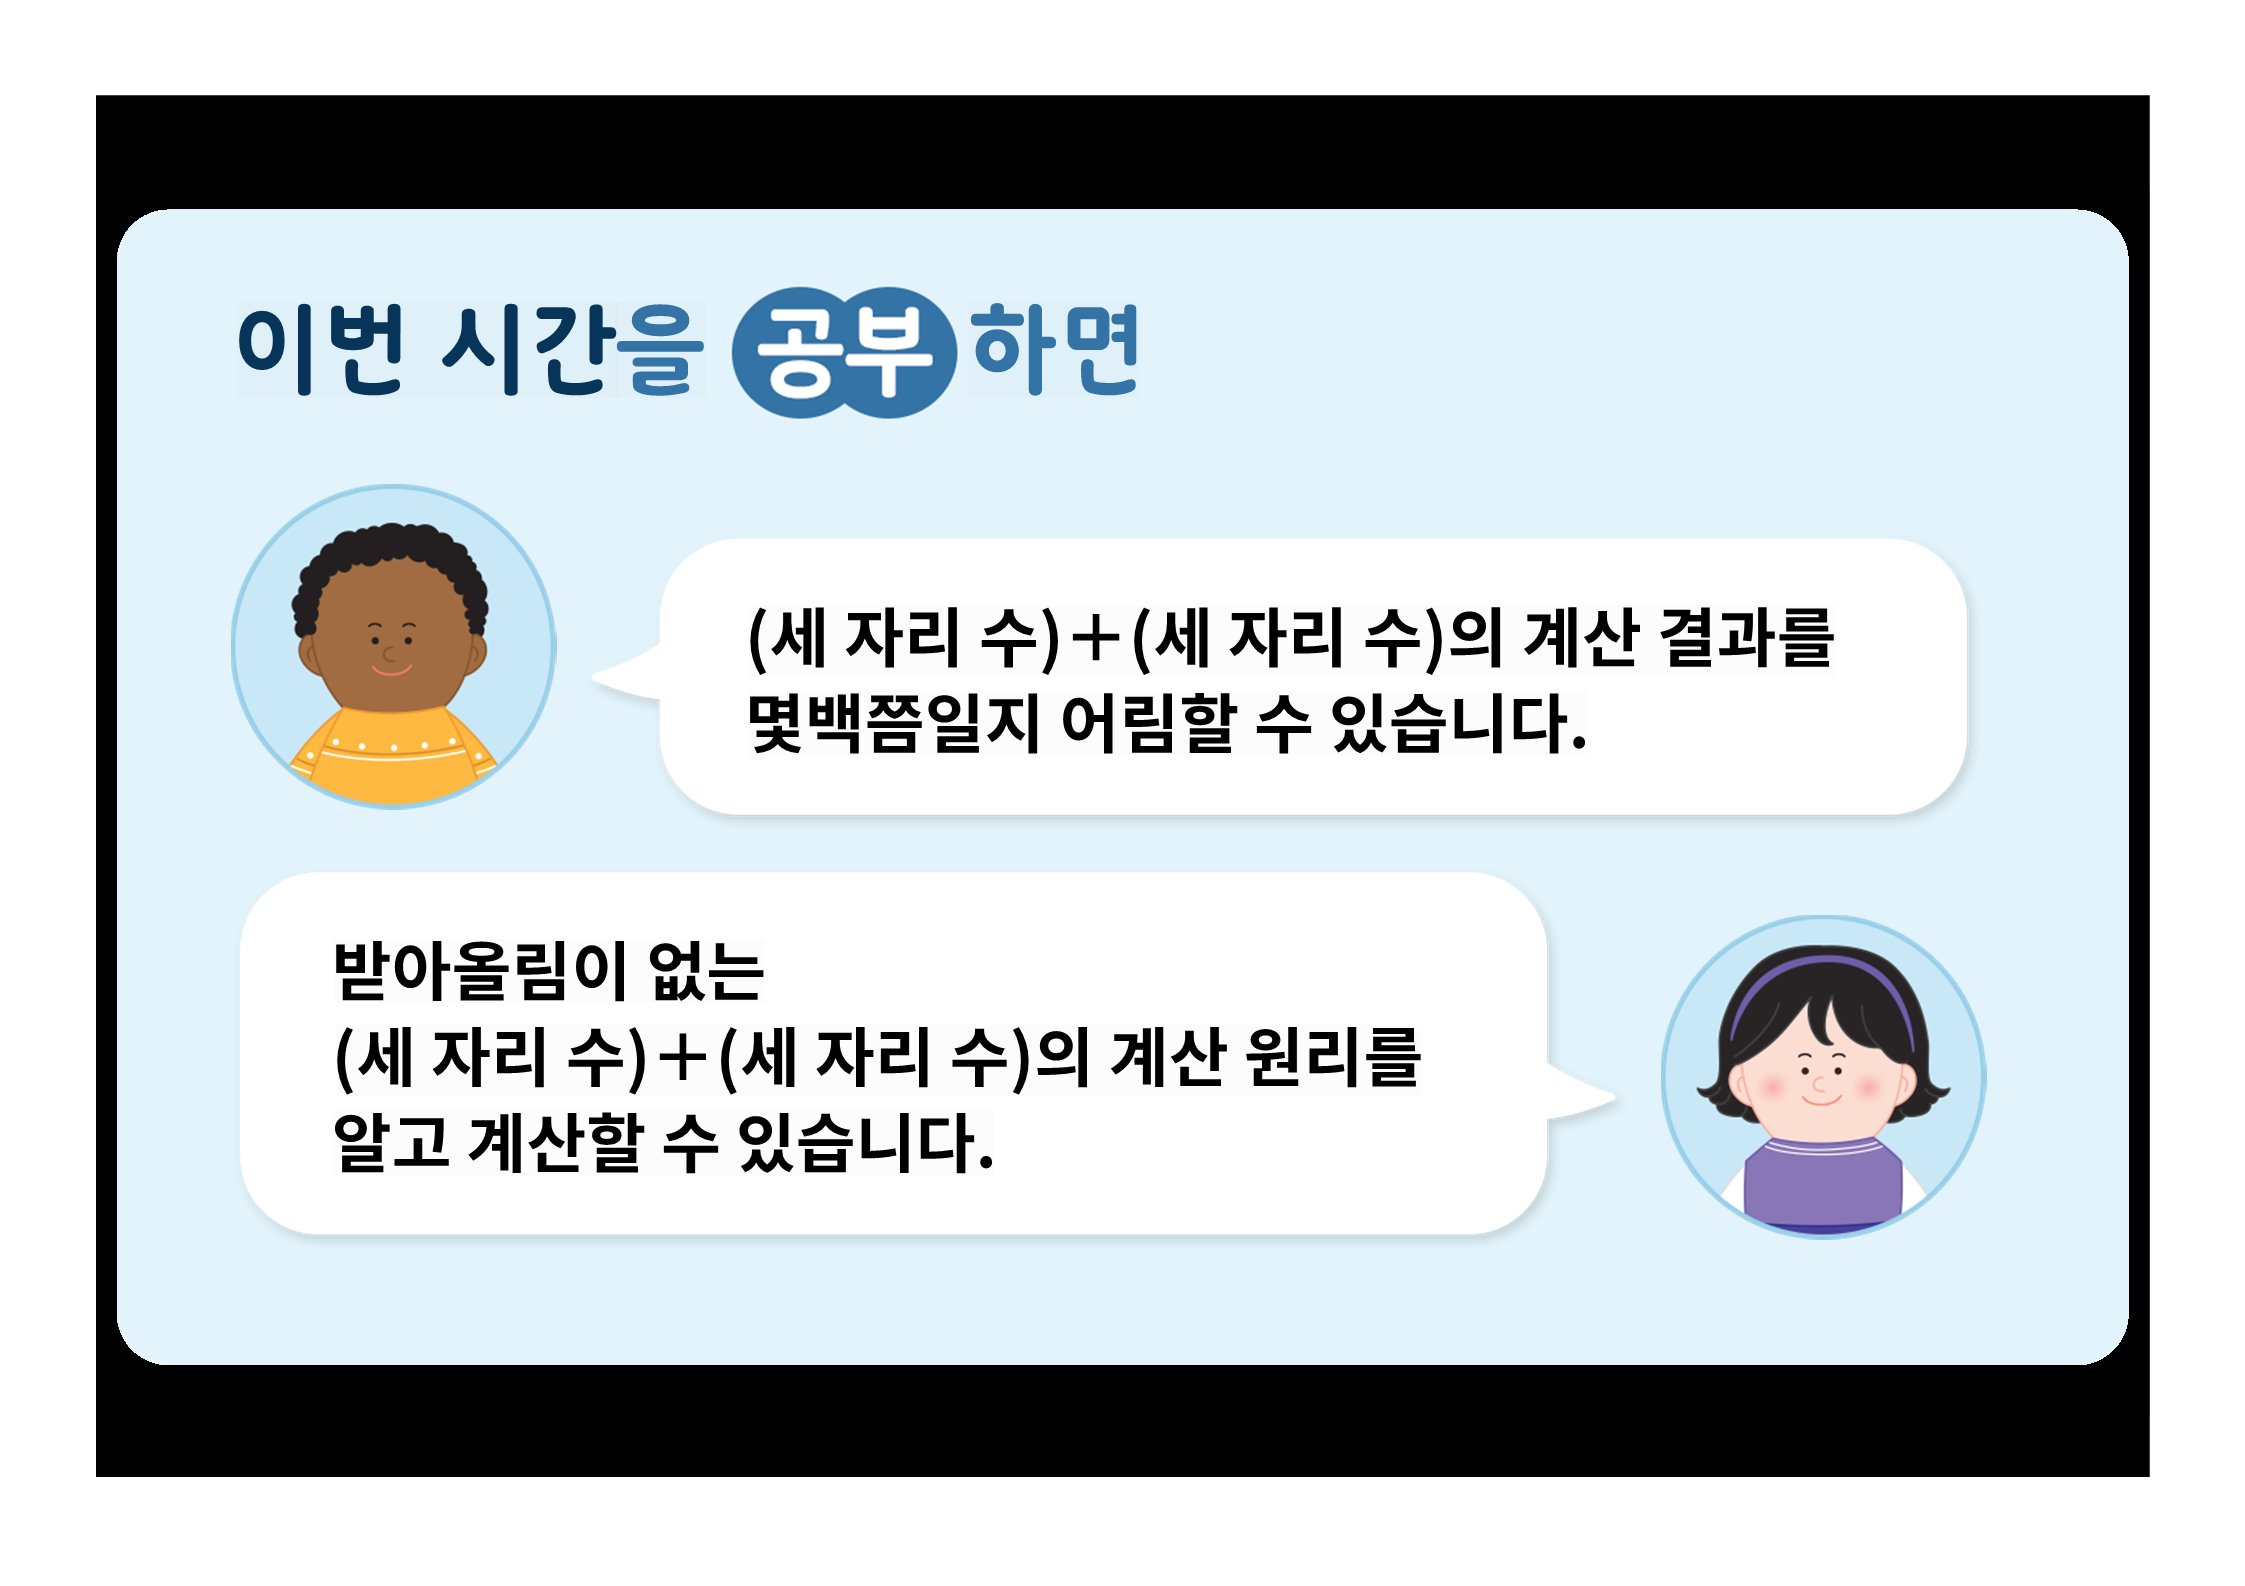 이번 시간을 공부하면
(세 자리 수)+(세 자리 수)의 계산 결과를
몇백쯤일지 어림할 수 있습니다.
받아올림이 없는
(세 자리 수)+(세 자리 수)의 계산 원리를
알고 계산할 수 있습니다.